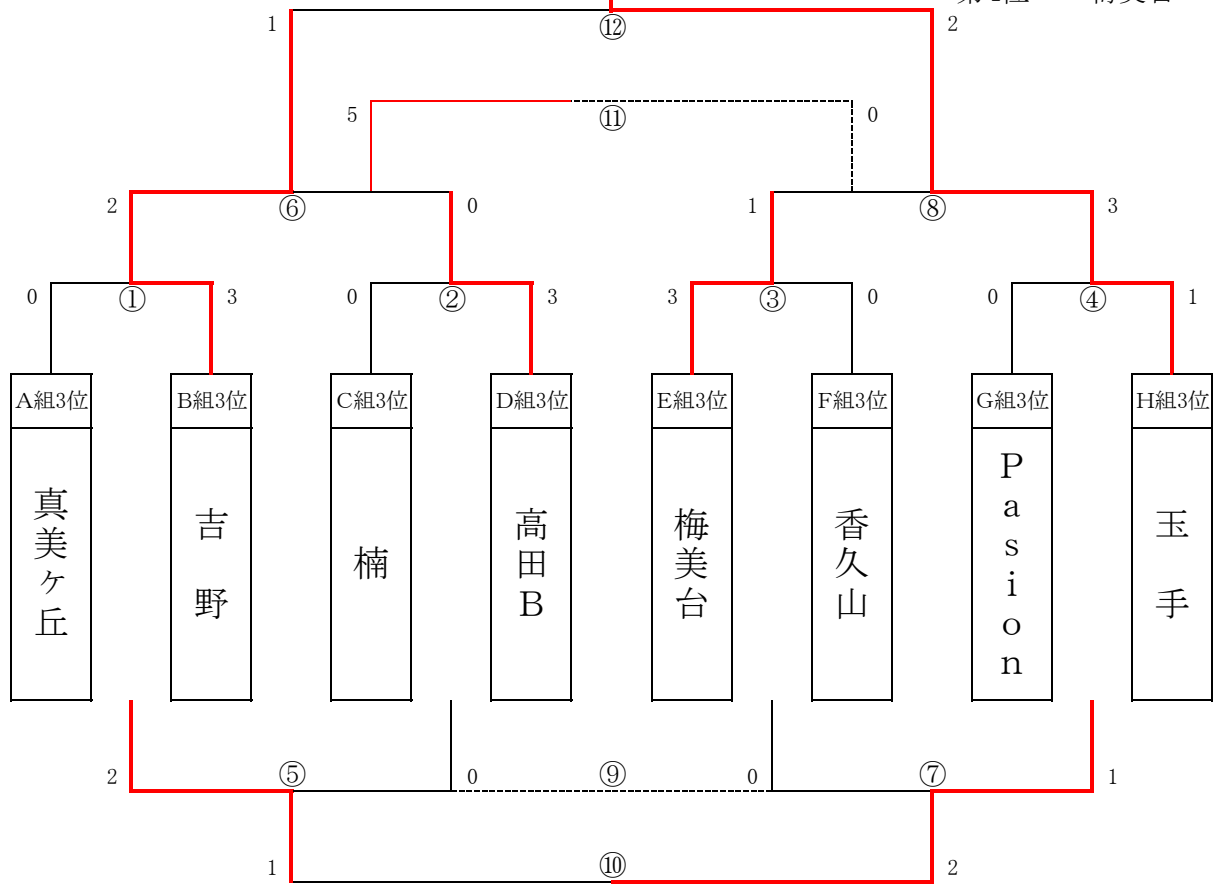 1
⑫
2
5
⑪
0
2
⑥
0
1
⑧
3
0
①
3
0
②
3
3
③
0
0
④
1
A組3位
B組3位
C組3位
D組3位
E組3位
F組3位
G組3位
H組3位
真美ヶ丘
吉野
楠
高田B
梅美台
香久山
Pasion
玉手
2
⑤
0
⑨
0
⑦
1
1
⑩
2